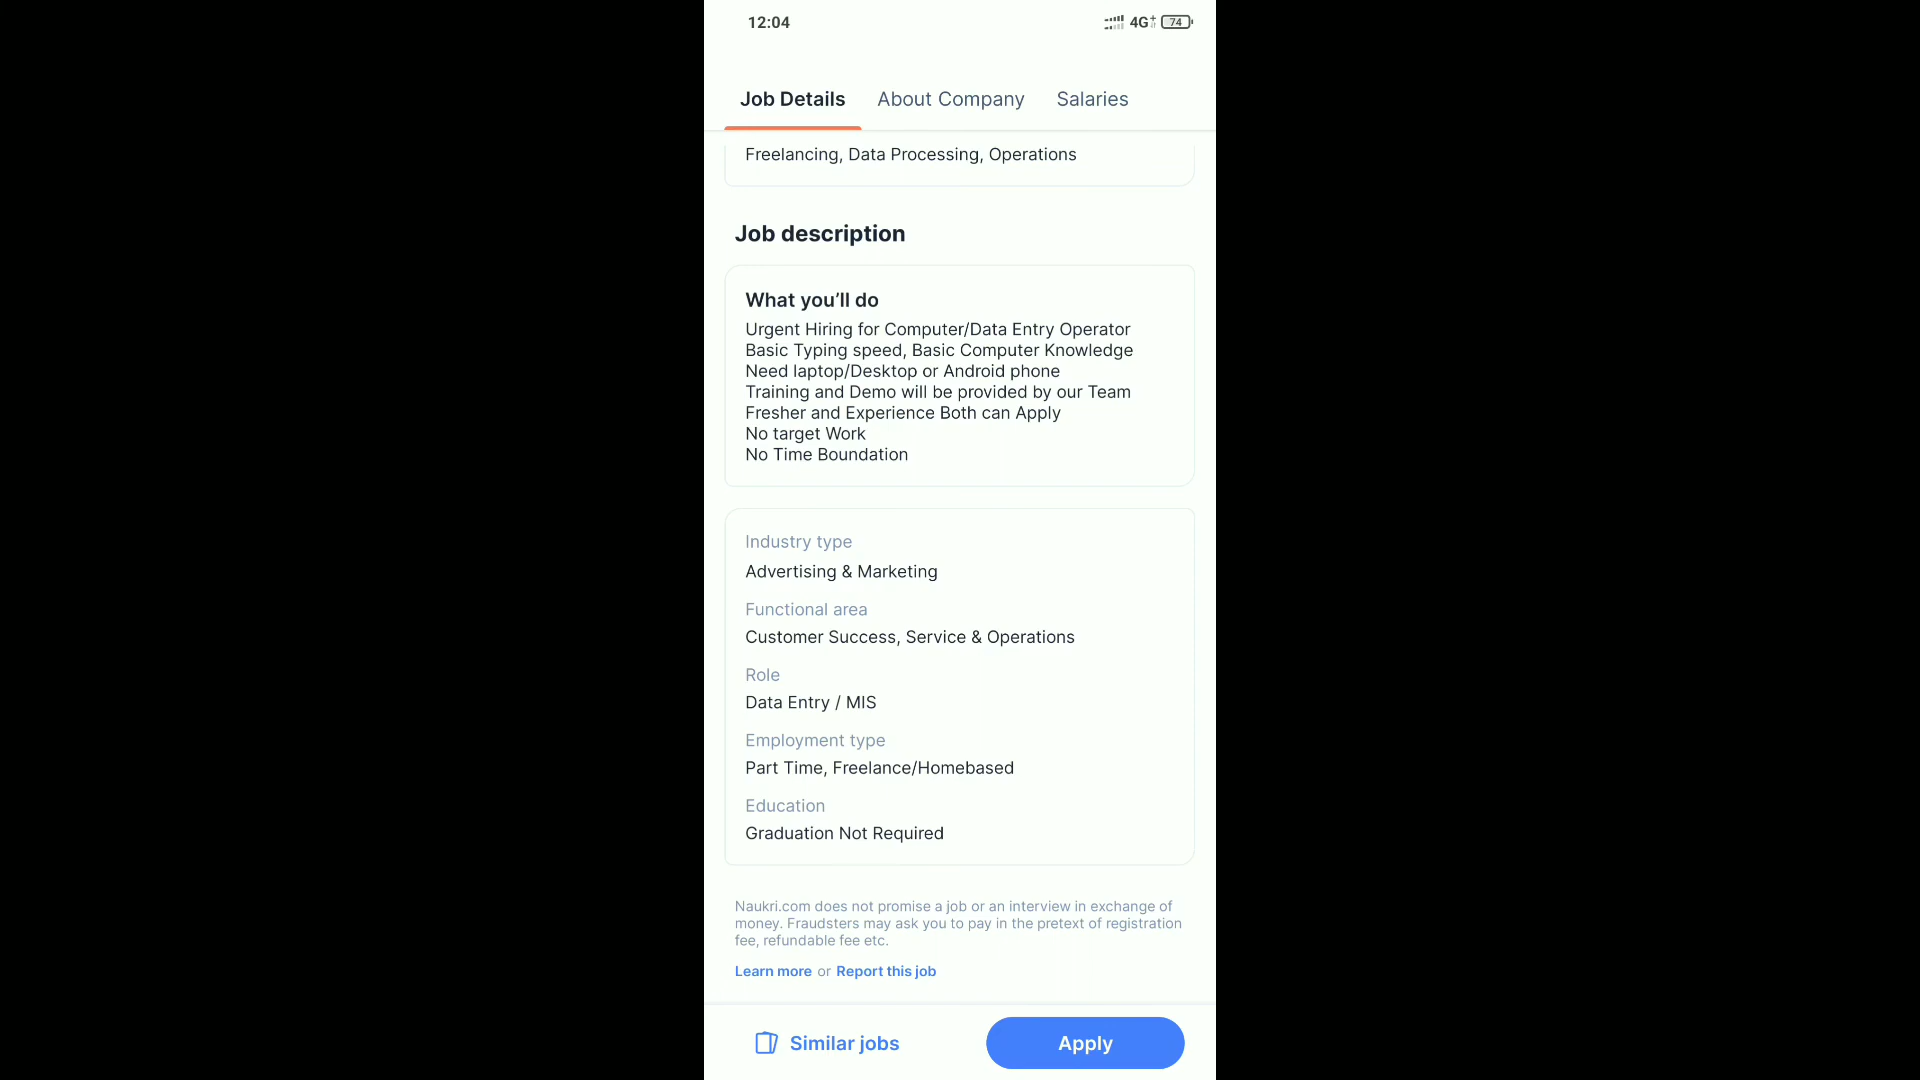 12:04
4G+
74
Job Details
About Company
Salaries
Freelancing, Data Processing, Operations
Job description
What you’ll do
Urgent Hiring for Computer/Data Entry Operator
Basic Typing speed, Basic Computer Knowledge
Need laptop/Desktop or Android phone
Training and Demo will be provided by our Team
Fresher and Experience Both can Apply
No target Work
No Time Boundation
Industry type
Advertising & Marketing
Functional area
Customer Success, Service & Operations
Role
Data Entry / MIS
Employment type
Part Time, Freelance/Homebased
Education
Graduation Not Required
Naukri.com does not promise a job or an interview in exchange of
money. Fraudsters may ask you to pay in the pretext of registration
fee, refundable fee etc.
Learn more or Report this job
Similar jobs
Apply